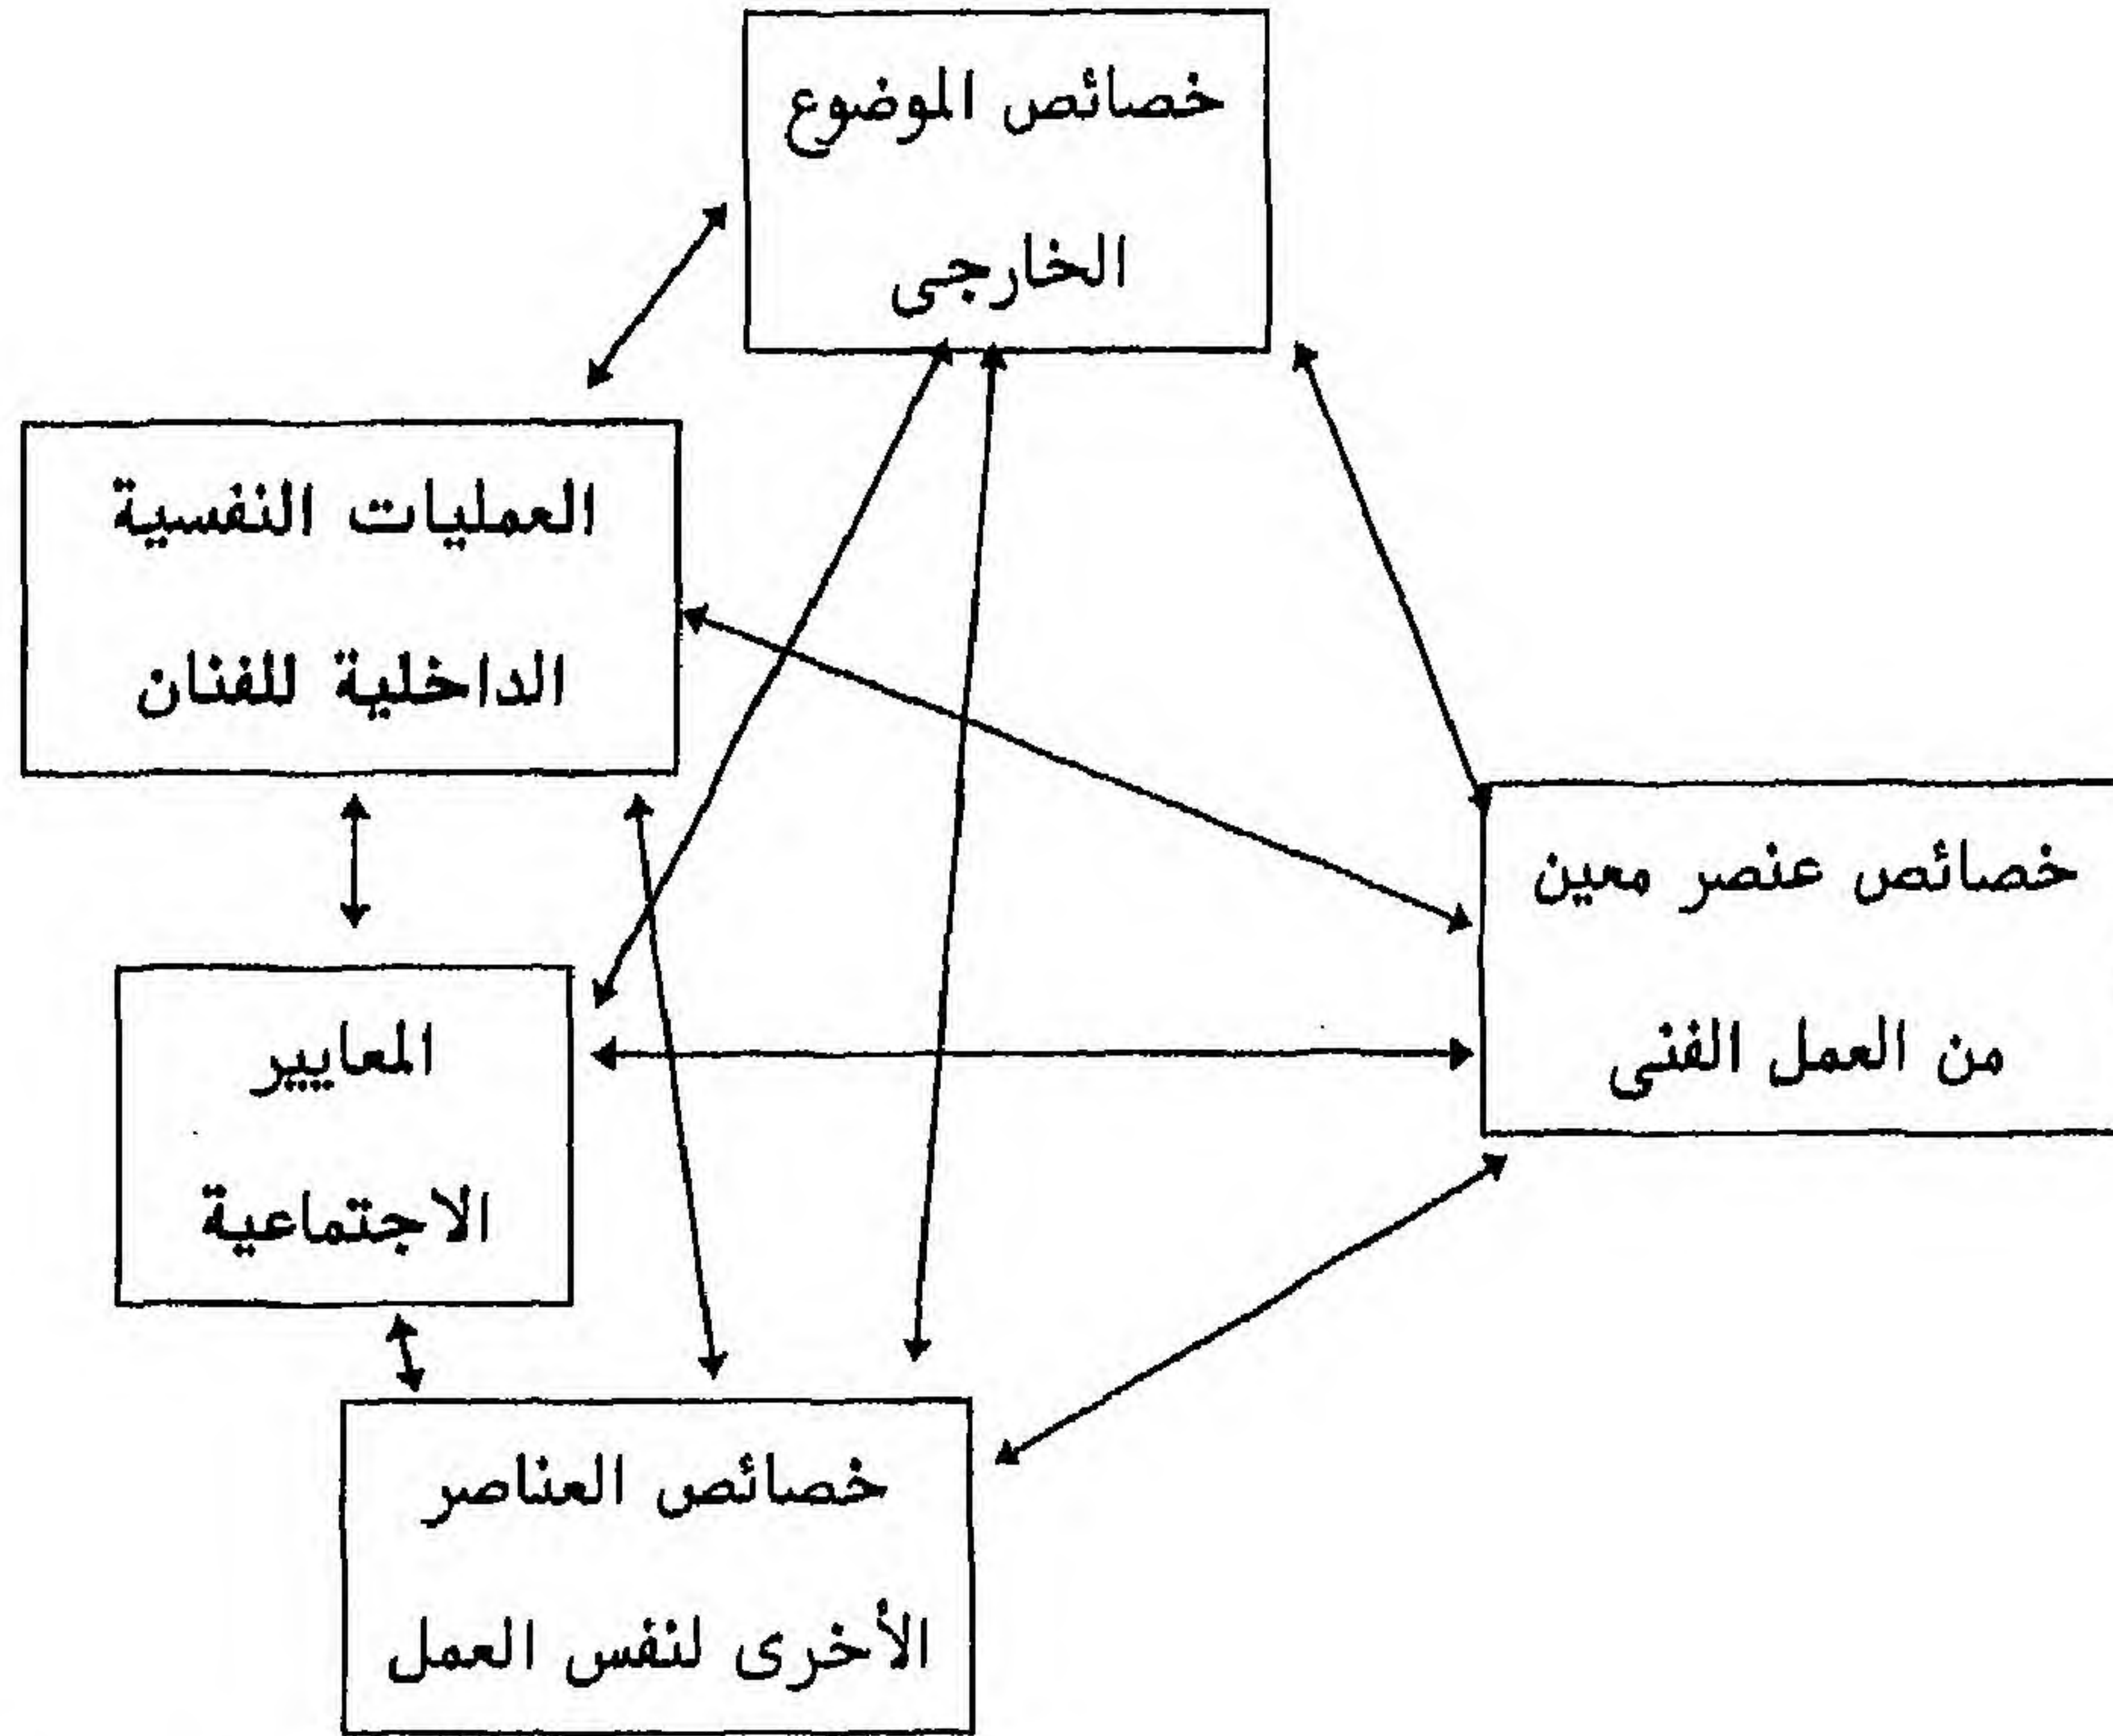 خصائص الموضوع
الخارجى
العمليات النفسية
الداخلية للفنان
خصائص عنصر معين
من العمل الفنى
المعايير
الاجتماعية
خصائص العناصر
الأخرى لنفس العمل